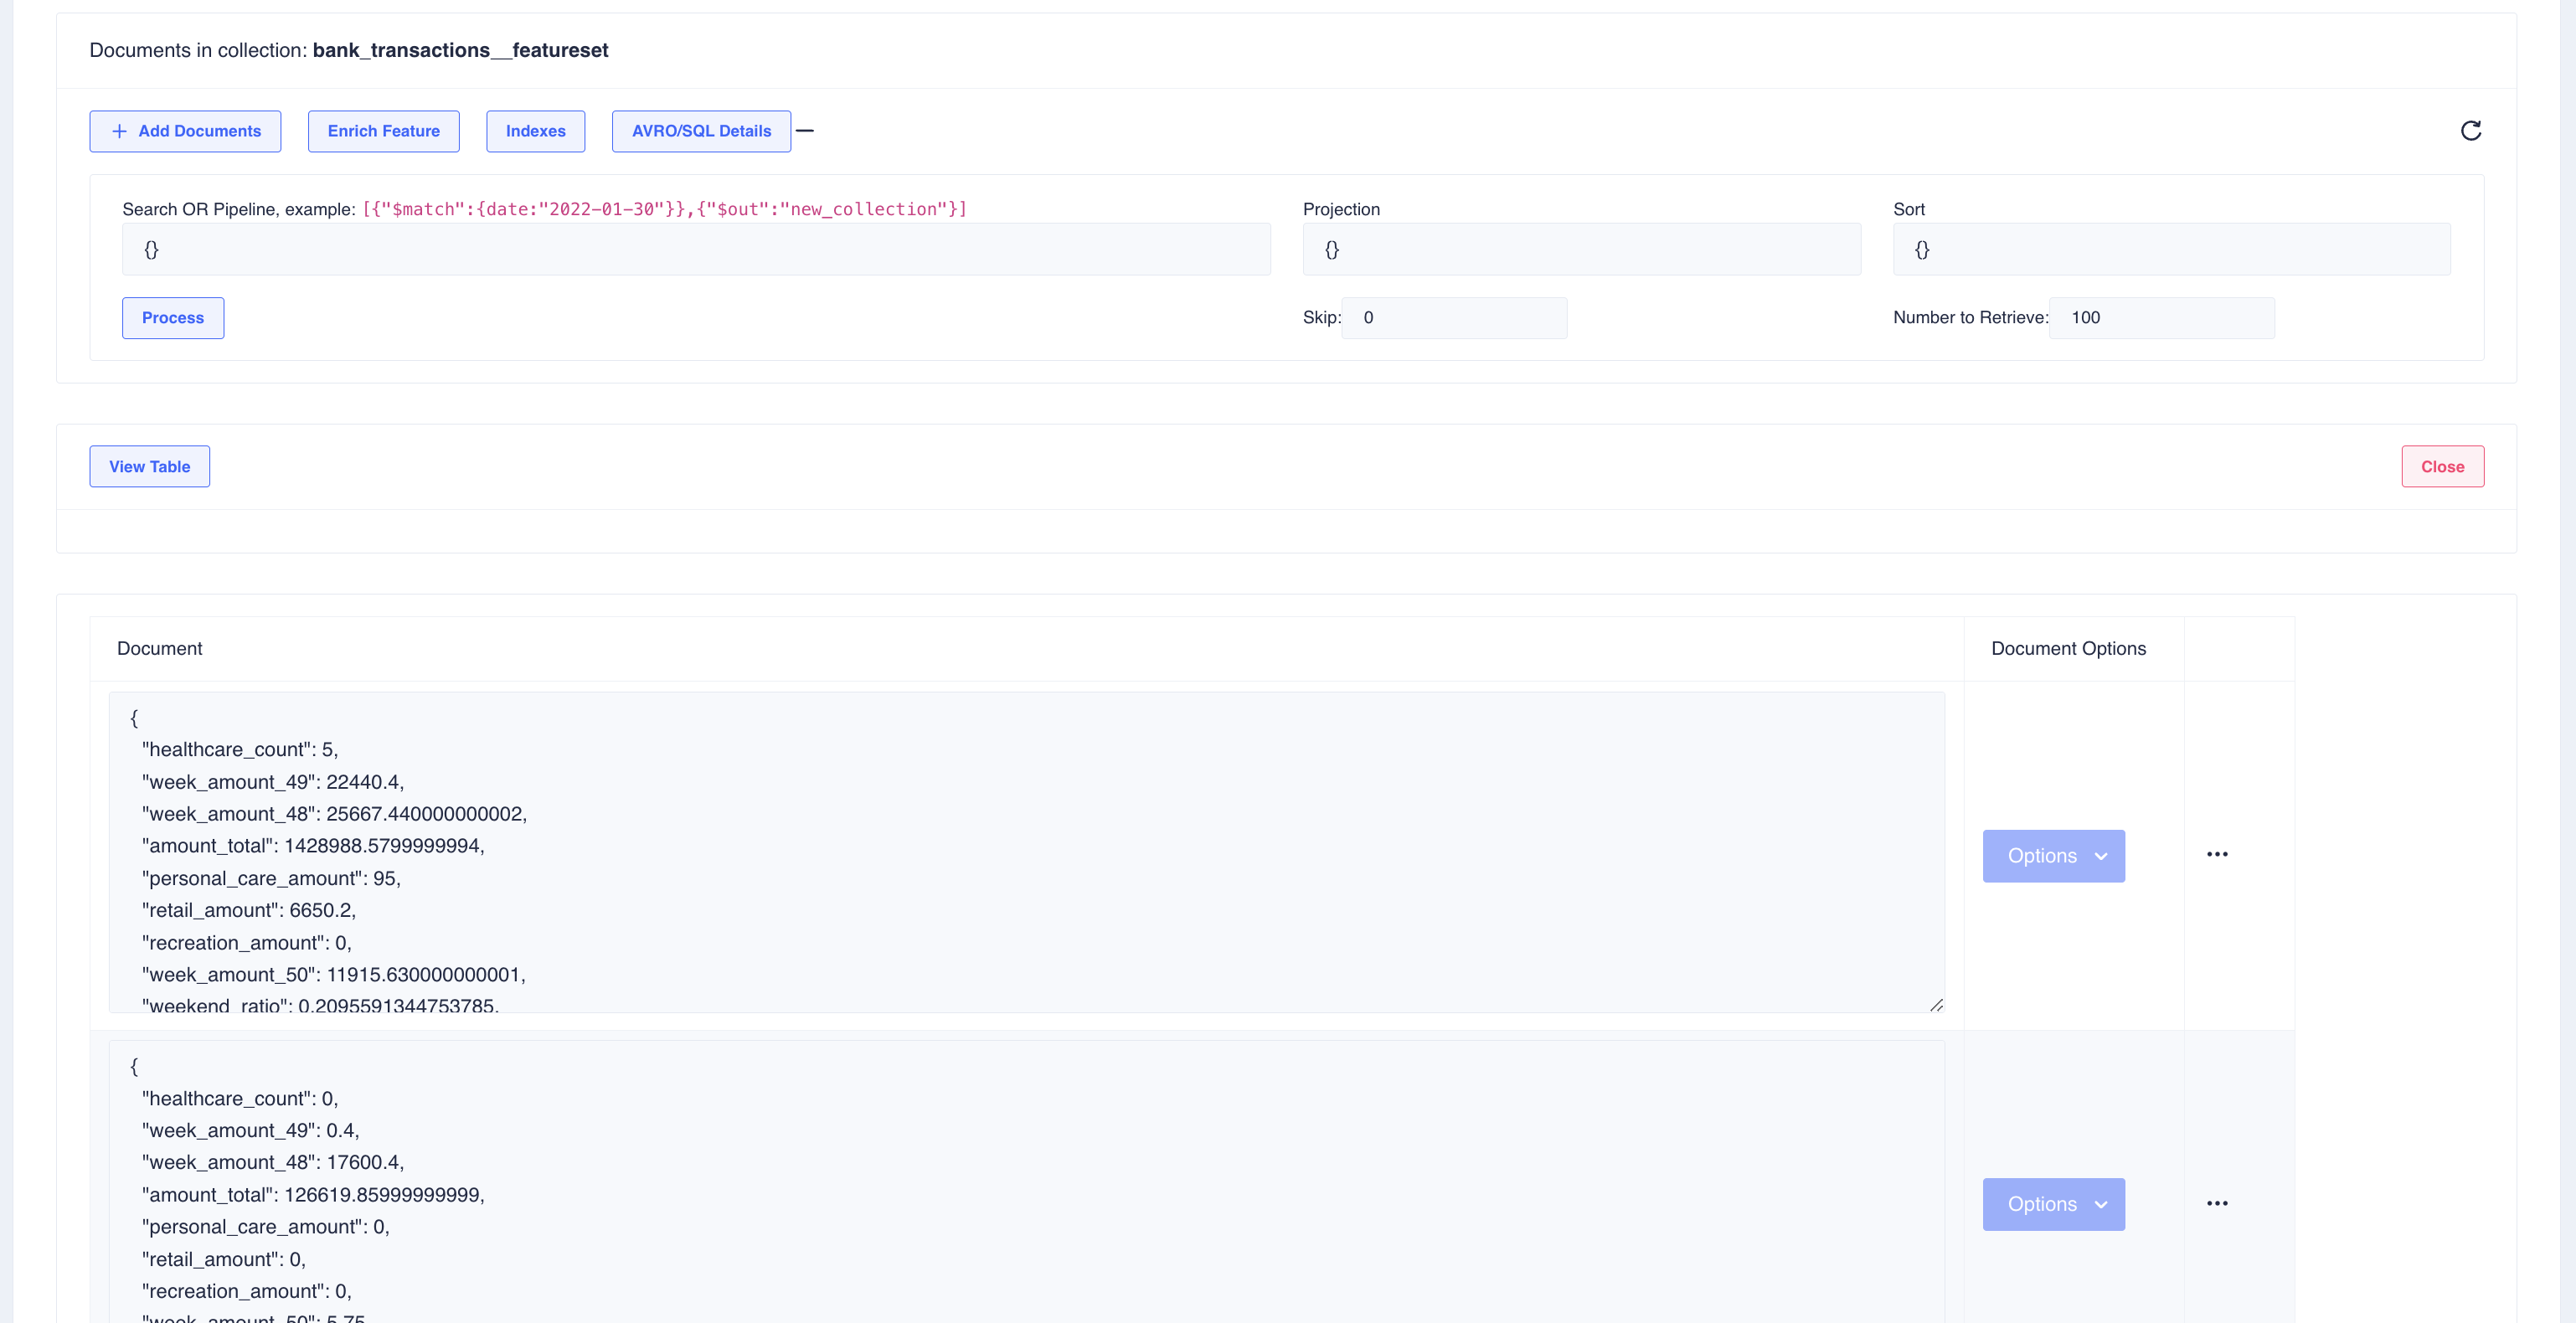 Documents in collection: bank_transactions__featureset
+ Add Documents Enrich Feature Indexes AVRO/SQL Details
Search OR Pipeline, example: [{"$match":{date:"2022-01-30"}},{"$out":"new_collection"}] Projection Sort
{} {} {}
Process Skip: 0 Number to Retrieve: 100
View Table Close
Document Document Options
{
"healthcare_count": 5,
"week_amount_49": 22440.4,
"week_amount_48": 25667.440000000002,
"amount_total": 1428988.5799999994,
"personal_care_amount": 95,
"retail_amount": 6650.2,
"recreation_amount": 0,
"week_amount_50": 11915.630000000001,
"weekend_ratio": 0.2095591344753785,
Options
{
"healthcare_count": 0,
"week_amount_49": 0.4,
"week_amount_48": 17600.4,
"amount_total": 126619.85999999999,
"personal_care_amount": 0,
"retail_amount": 0,
"recreation_amount": 0,
"week_amount_50": 5.75
Options